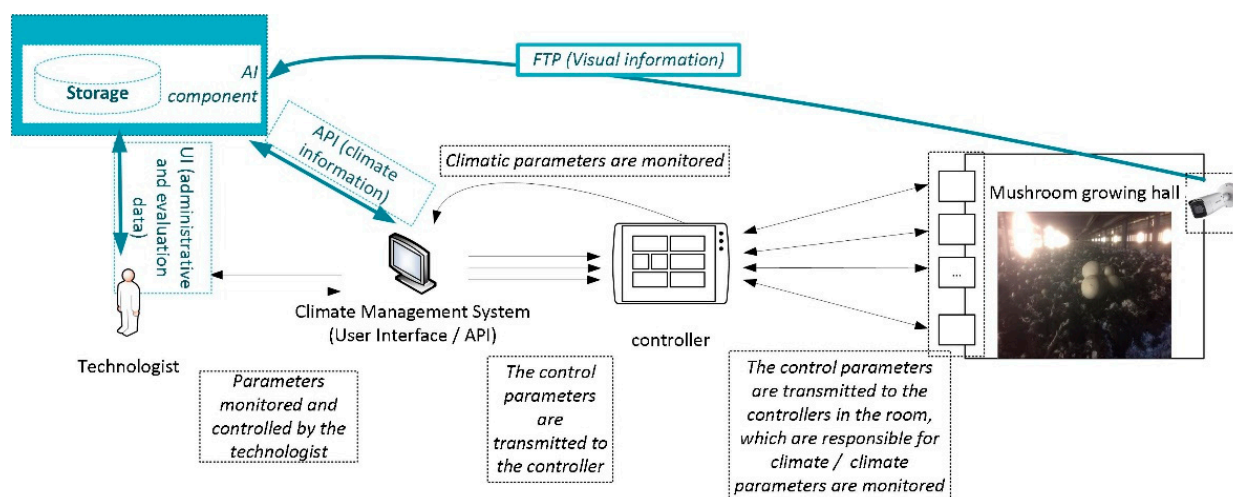 FTP (Visual information)
AI
component
Storage
API (climate
information)
UI (administrative
and evaluation
data)
Climatic parameters are monitored
Mushroom growing hall
...
Climate Management System
(User Interface / API)
controller
Technologist
Parameters
monitored and
controlled by the
technologist
The control
parameters
are
transmitted to
the controller
The control parameters
are transmitted to the
controllers in the room,
which are responsible for
climate / climate
parameters are monitored